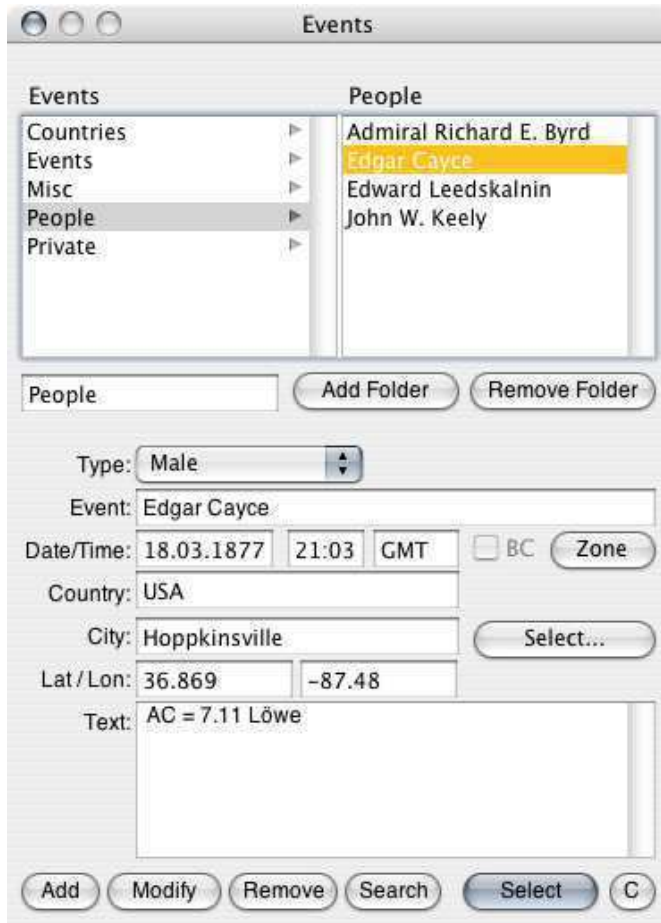 Events
Events People
Countries Admiral Richard E. Byrd
Events Edgar Cayce
Misc Edward Leedskalnin
People John W. Keely
Private
People Add Folder Remove Folder
Type: Male
Event: Edgar Cayce
Date/Time: 18.03.1877 21:03 GMT BC Zone
Country: USA
City: Hoppkinsville Select...
Lat/Lon: 36.869 -87.48
Text: AC = 7.11 Löwe
Add Modify Remove Search Select C